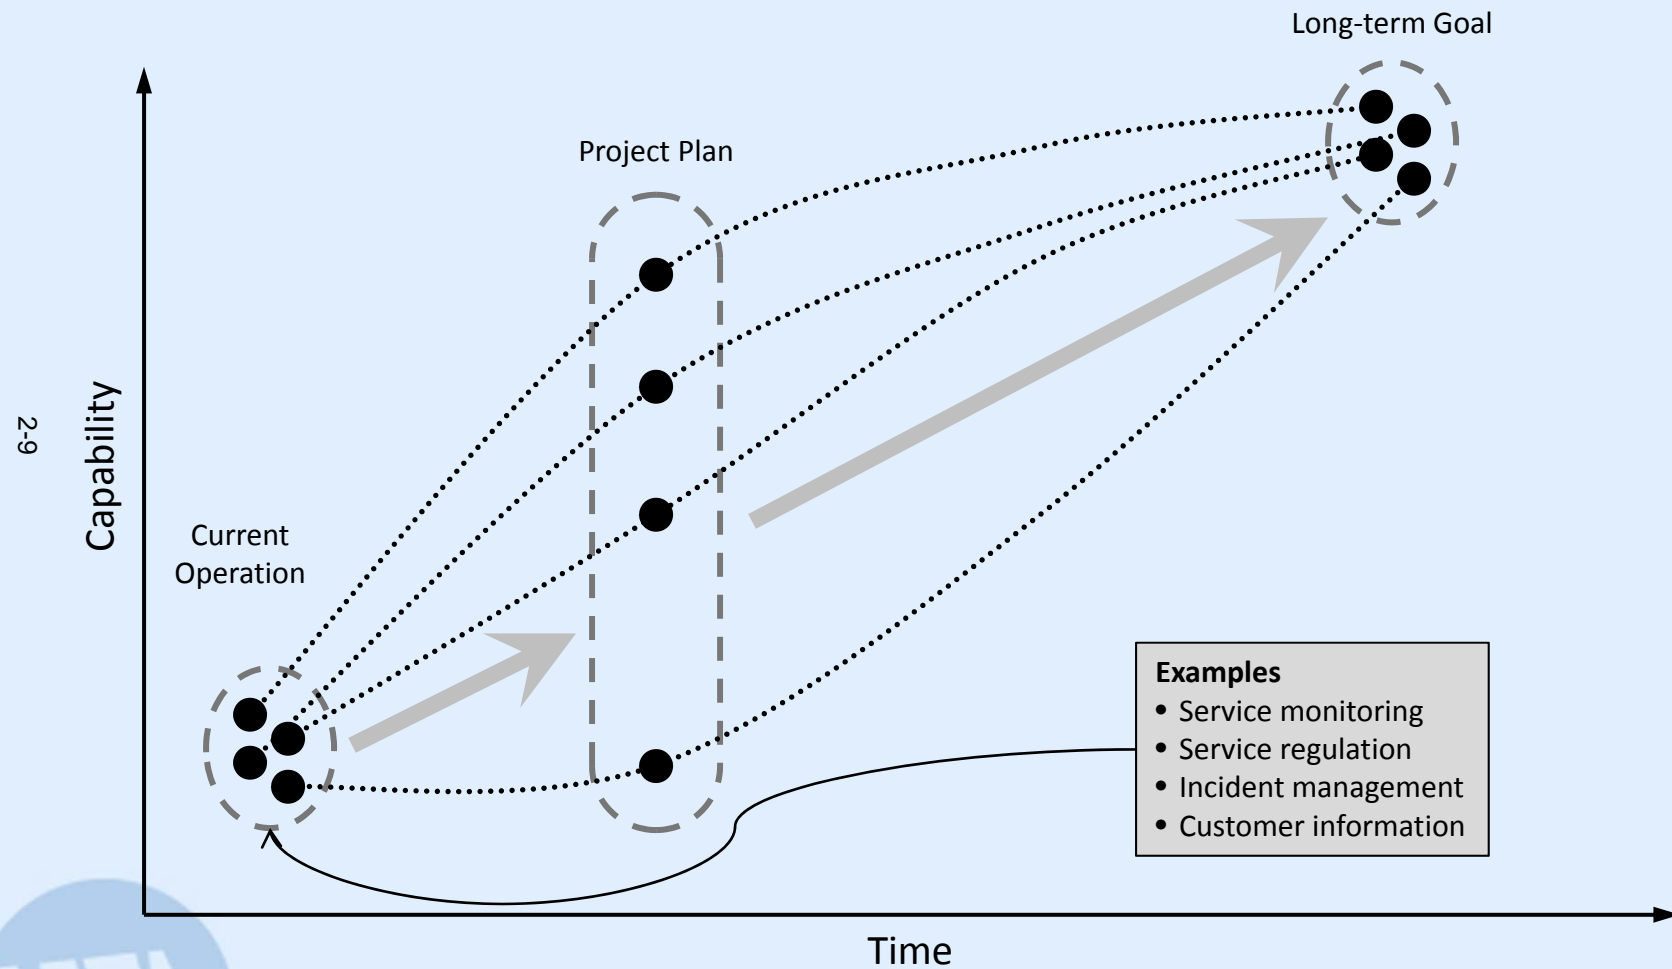 Long-term Goal
Project Plan
Capability
2-9
Current
Operation
Examples
• Service monitoring
• Service regulation
• Incident management
• Customer information
Time